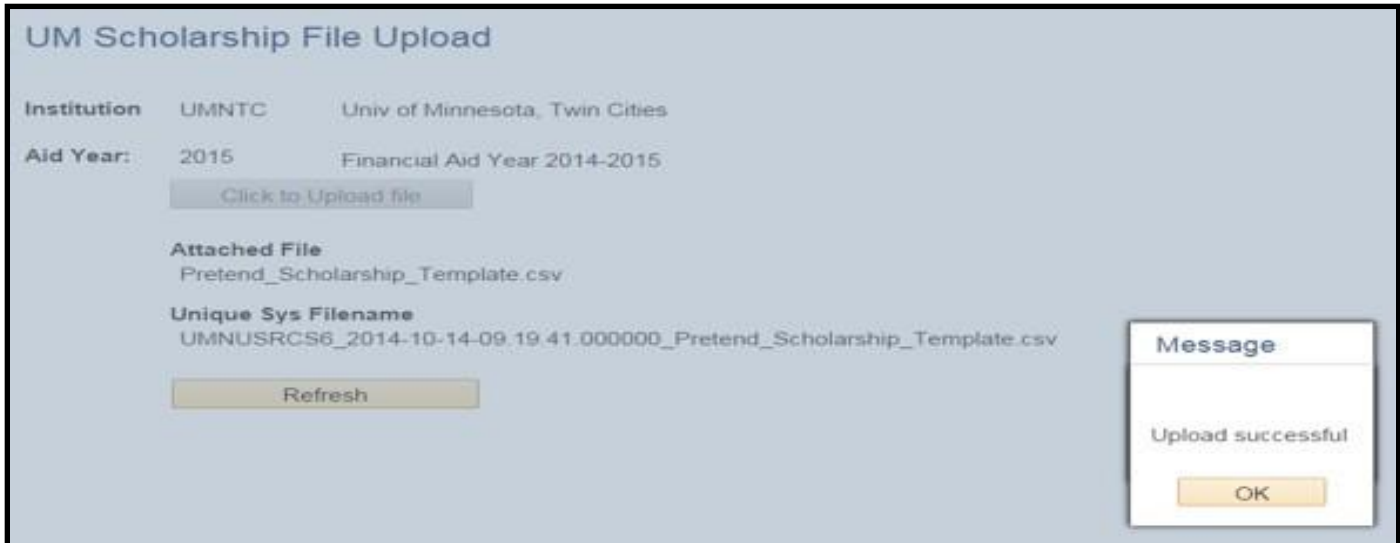 UM Scholarship File Upload
Institution UMNTC Univ of Minnesota, Twin Cities
Aid Year: 2015 Financial Aid Year 2014-2015
Click to Upload file
Attached File
Pretend_Scholarship_Template.csv
Unique Sys Filename
UMNUSRCS6_2014-10-14-09.19.41.000000_Pretend_Scholarship_Template.csv
Refresh
Message
Upload successful
OK